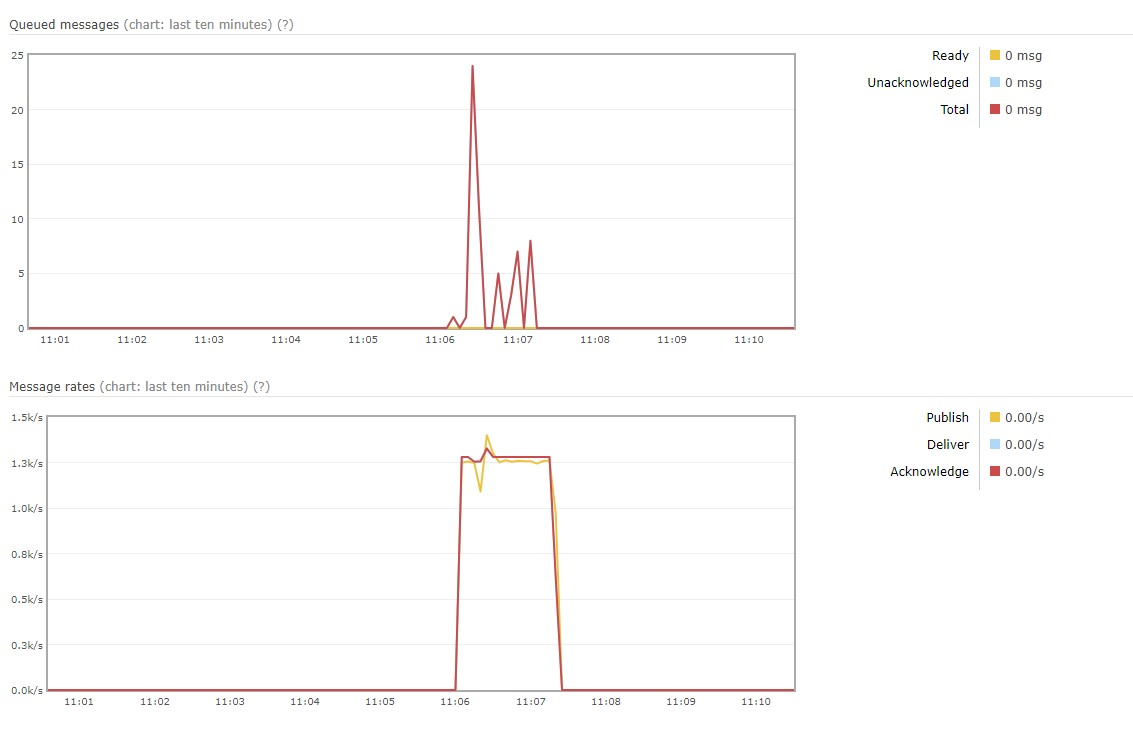 Queued messages (chart: last ten minutes) (?)
25
20
15
10
5
0
11:01 11:02 11:03 11:04 11:05 11:06 11:07 11:08 11:09 11:10
Ready 0 msg
Unacknowledged 0 msg
Total 0 msg
Message rates (chart: last ten minutes) (?)
1.5k/s
1.3k/s
1.0k/s
0.8k/s
0.5k/s
0.3k/s
0.0k/s
11:01 11:02 11:03 11:04 11:05 11:06 11:07 11:08 11:09 11:10
Publish 0.00/s
Deliver 0.00/s
Acknowledge 0.00/s